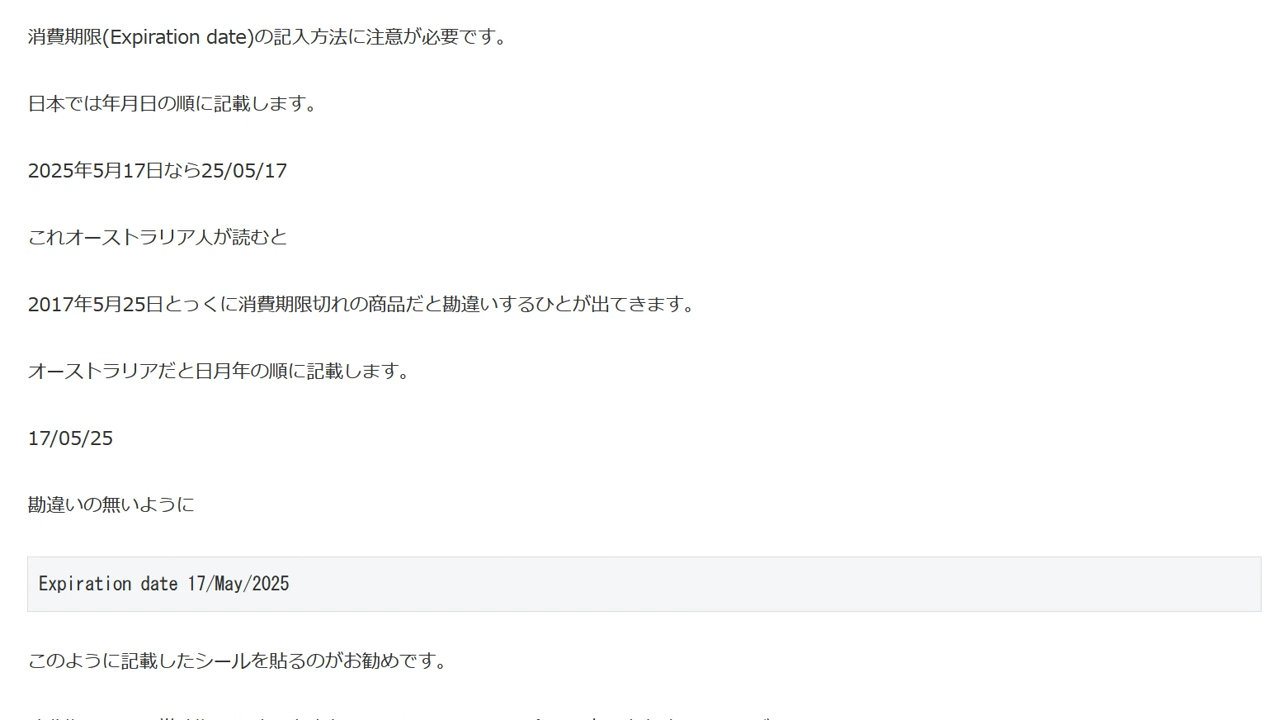 消費期限(Expiration date)の記入方法に注意が必要です。
日本では年月日の順に記載します。
2025年5月17日なら25/05/17
これオーストラリア人が読むと
2017年5月25日とっくに消費期限切れの商品だと勘違いするひとが出てきます。
オーストラリアだと日月年の順に記載します。
17/05/25
勘違いの無いように
Expiration date 17/May/2025
このように記載したシールを貼るのがお勧めです。